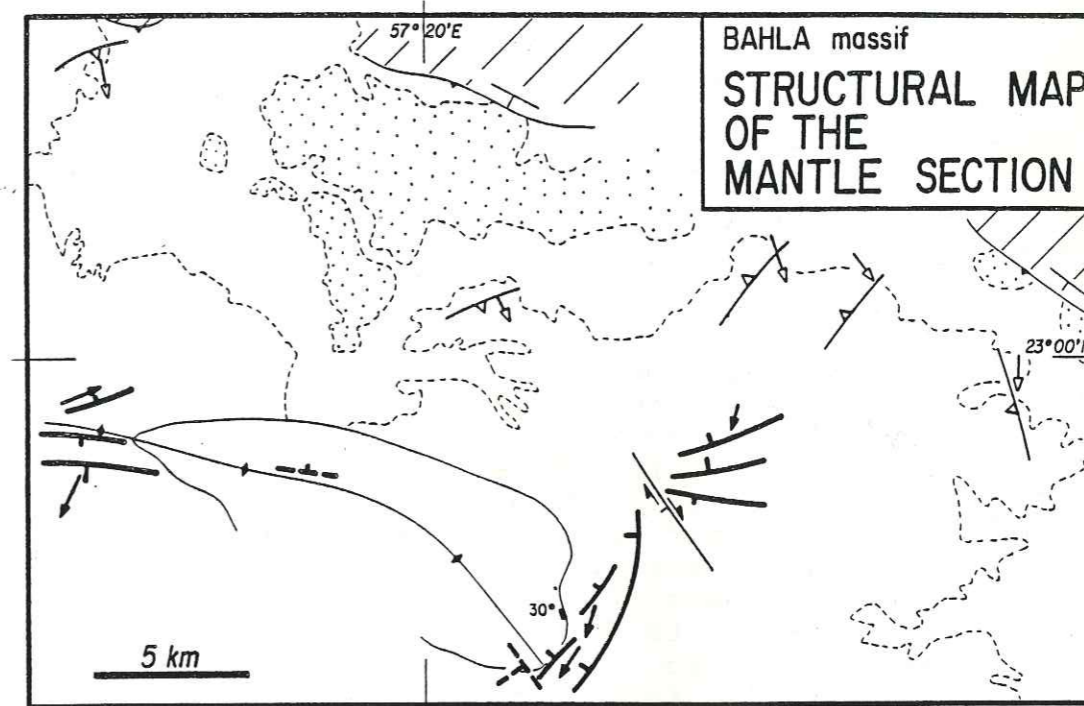 57°20'E
BAHLA massif
STRUCTURAL MAP
OF THE
MANTLE SECTION
23°00'
30°
5 km